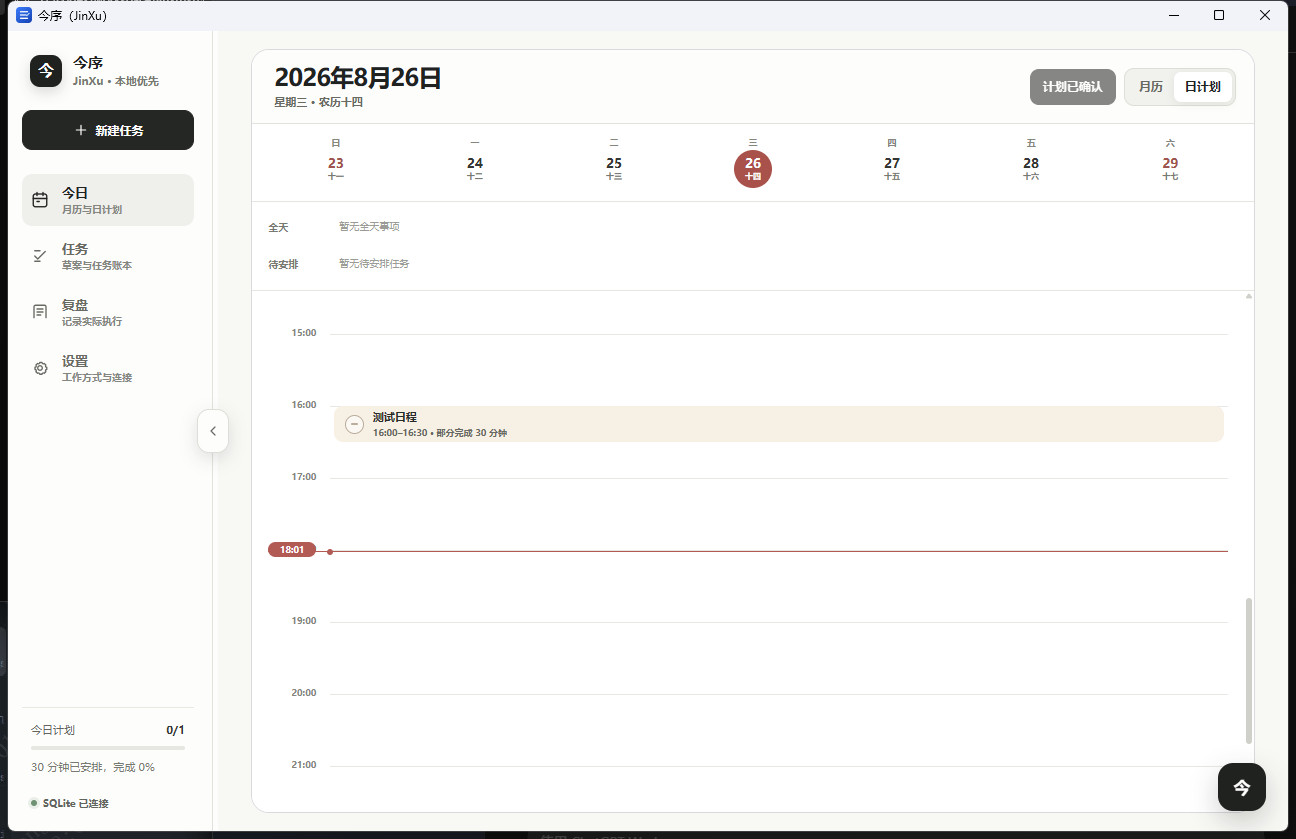 今序 (JinXu)
今
今序
JinXu • 本地优先
+ 新建任务
今日
月历与日计划
任务
草案与任务账本
复盘
记录实际执行
设置
工作方式与连接
今日计划 0/1
30 分钟已安排，完成 0%
SQLite 已连接
2026年8月26日
星期三 • 农历十四
计划已确认 月历 日计划
日 一 二 三 四 五 六
23 24 25 26 27 28 29
十一 十二 十三 十四 十五 十六 十七
全天 暂无全天事项
待安排 暂无待安排任务
15:00
16:00
测试日程
16:00–16:30 • 部分完成 30 分钟
17:00
18:01
19:00
20:00
21:00
今